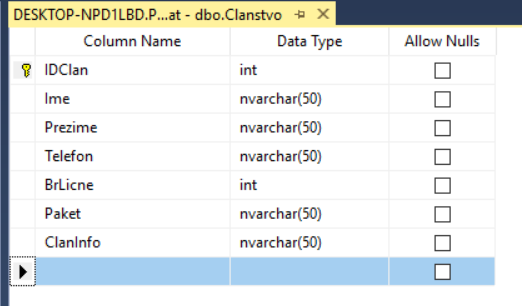 DESKTOP-NPD1LBD.P...at - dbo.Clanstvo
Column Name Data Type Allow Nulls
IDClan int
Ime nvarchar(50)
Prezime nvarchar(50)
Telefon nvarchar(50)
BrLicne int
Paket nvarchar(50)
ClanInfo nvarchar(50)